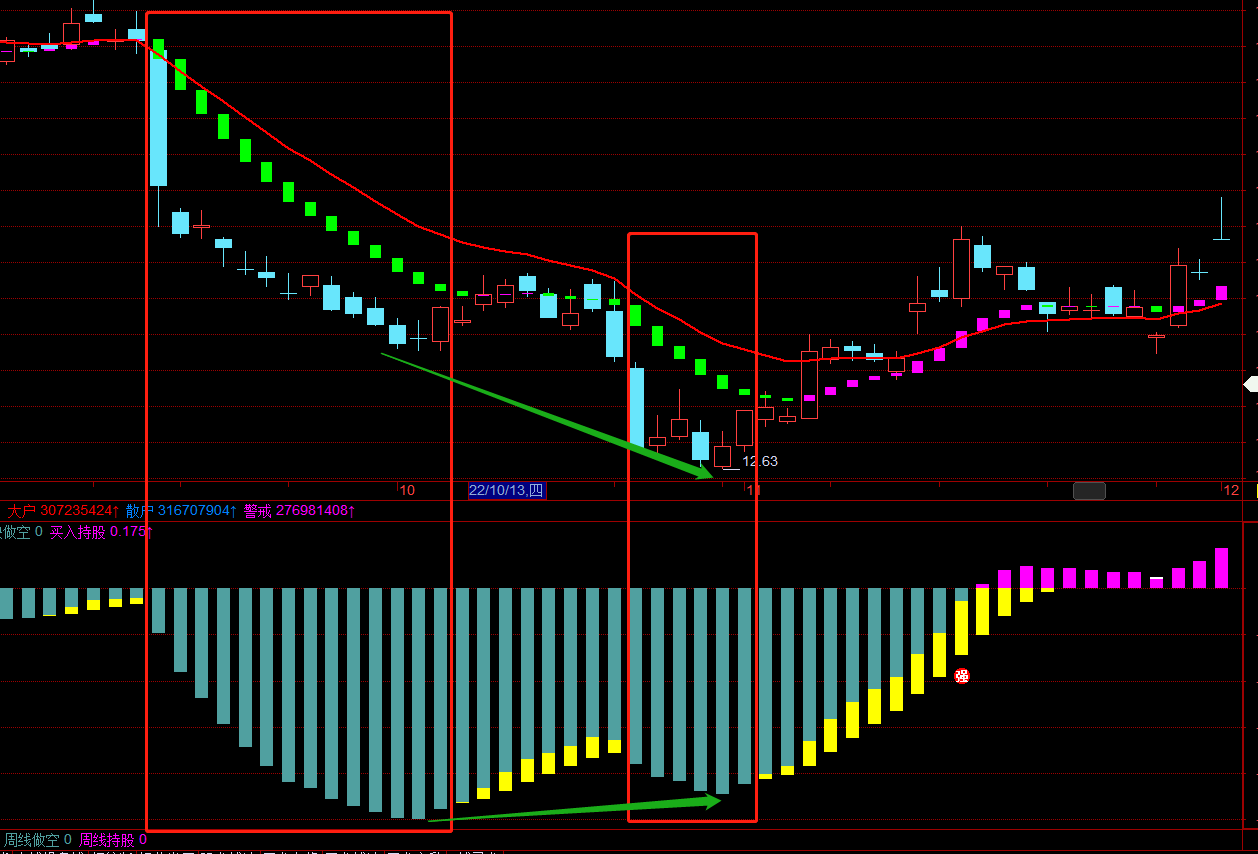 12.63
10 22/10/13,四 11 12
大户 307235424↑ 散户 316707904↑ 警戒 276981408↑
做空 0 买入持股 0.175↑
强
周线做空 0 周线持股 0